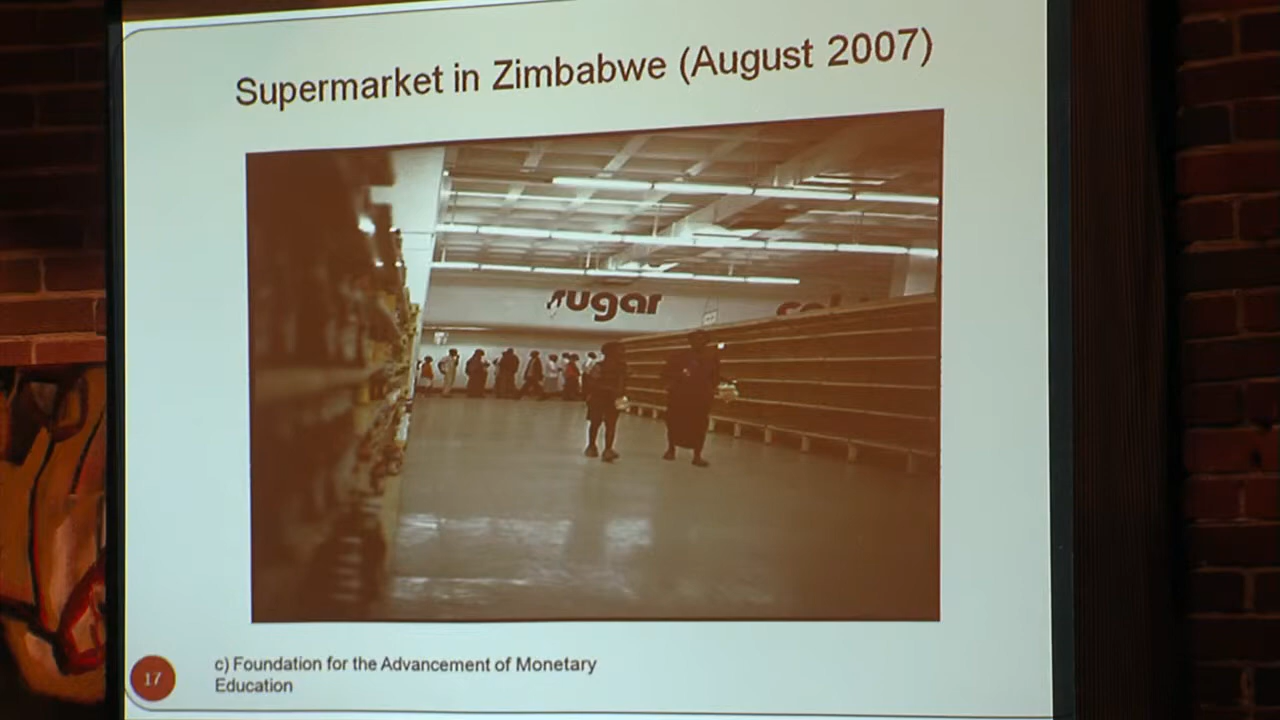 Supermarket in Zimbabwe (August 2007)
sugar
17
c) Foundation for the Advancement of Monetary
Education